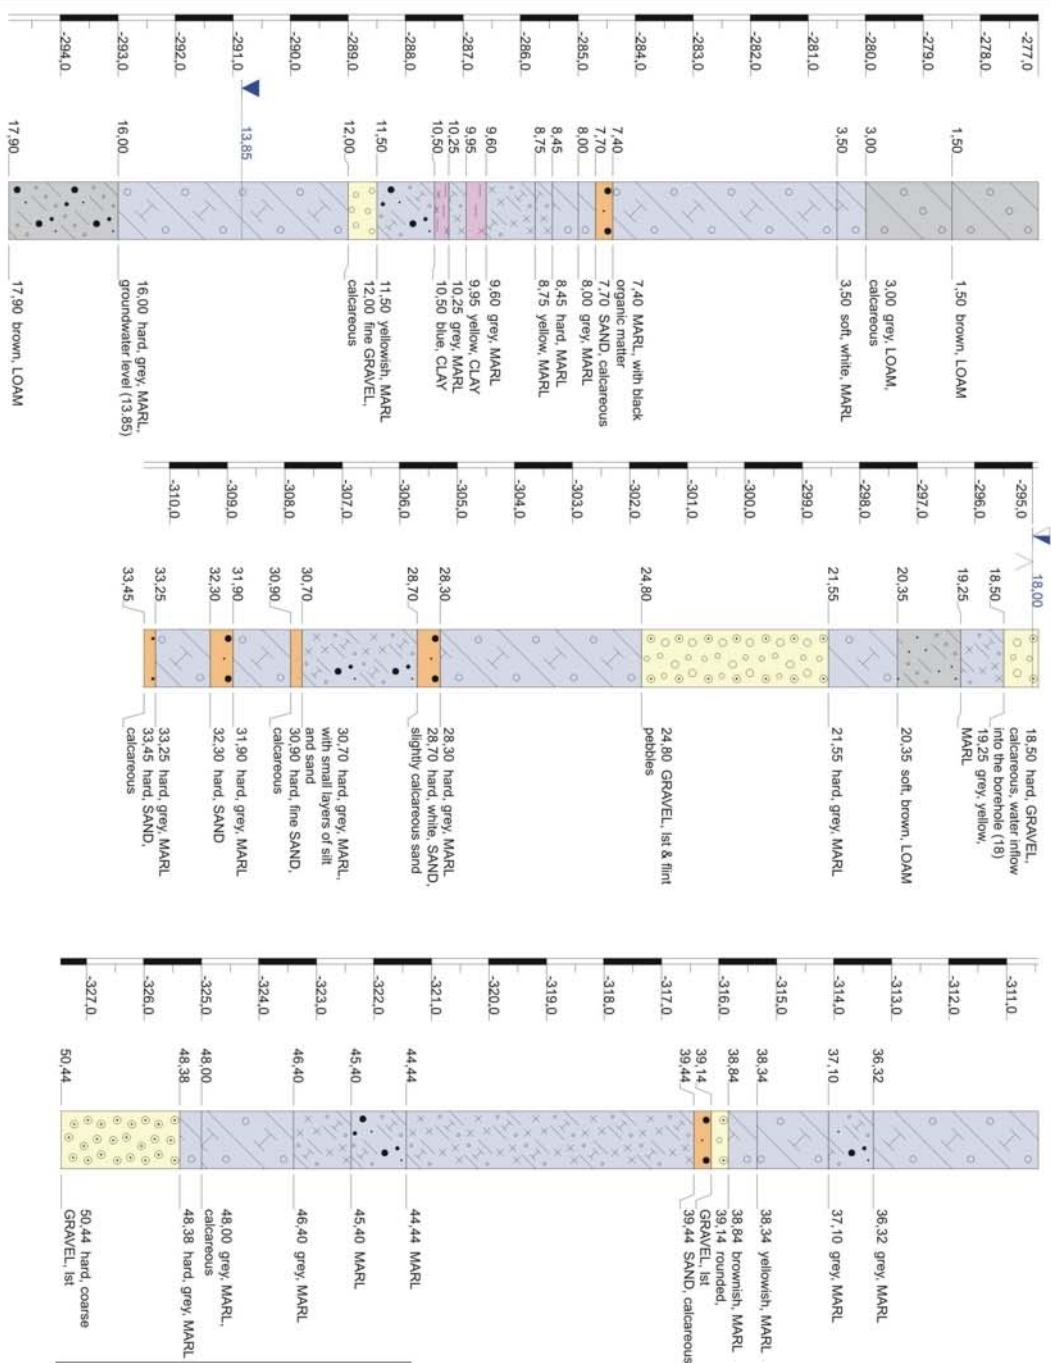 -277,0
-278,0
-279,0
-280,0
-281,0
-282,0
-283,0
-284,0
-285,0
-286,0
-287,0
-288,0
-289,0
-290,0
-291,0
-292,0
-293,0
-294,0
1,50
3,00
3,50
7,40
7,70
8,00
8,45
8,75
9,60
9,95
10,25
10,50
11,50
12,00
13,85
16,00
17,90
1,50 brown, LOAM
3,00 grey, LOAM,
calcareous
3,50 soft, white, MARL
7,40 MARL, with black
organic matter
7,70 SAND, calcareous
8,00 grey, MARL
8,45 hard, MARL
8,75 yellow, MARL
9,60 grey, MARL
9,95 yellow, CLAY
10,25 grey, MARL
10,50 blue, CLAY
11,50 yellowish, MARL
12,00 fine GRAVEL,
calcareous
16,00 hard, grey, MARL,
groundwater level (13.85)
17,90 brown, LOAM
-295,0
-296,0
-297,0
-298,0
-299,0
-300,0
-301,0
-302,0
-303,0
-304,0
-305,0
-306,0
-307,0
-308,0
-309,0
-310,0
18,00
18,50
19,25
20,35
21,55
24,80
28,30
28,70
30,70
30,90
31,90
32,30
33,25
33,45
18,50 hard, GRAVEL,
calcareous, water inflow
into the borehole (18)
19,25 grey, yellow,
MARL
20,35 soft, brown, LOAM
21,55 hard, grey, MARL
24,80 GRAVEL, lst & flint
pebbles
28,30 hard, grey, MARL
28,70 hard, white, SAND,
slightly calcareous sand
30,70 hard, grey, MARL,
with small layers of silt
and sand
30,90 hard, fine SAND,
calcareous
31,90 hard, grey, MARL
32,30 hard, SAND
33,25 hard, grey, MARL
33,45 hard, SAND,
calcareous
-311,0
-312,0
-313,0
-314,0
-315,0
-316,0
-317,0
-318,0
-319,0
-320,0
-321,0
-322,0
-323,0
-324,0
-325,0
-326,0
-327,0
36,32
37,10
38,34
38,84
39,14
39,44
44,44
45,40
46,40
48,00
48,38
50,44
36,32 grey, MARL
37,10 grey, MARL
38,34 yellowish, MARL
38,84 brownish, MARL
39,14 rounded,
GRAVEL, lst
39,44 SAND, calcareous
44,44 MARL
45,40 MARL
46,40 grey, MARL
48,00 grey, MARL,
calcareous
48,38 hard, grey, MARL
50,44 hard, coarse
GRAVEL, lst